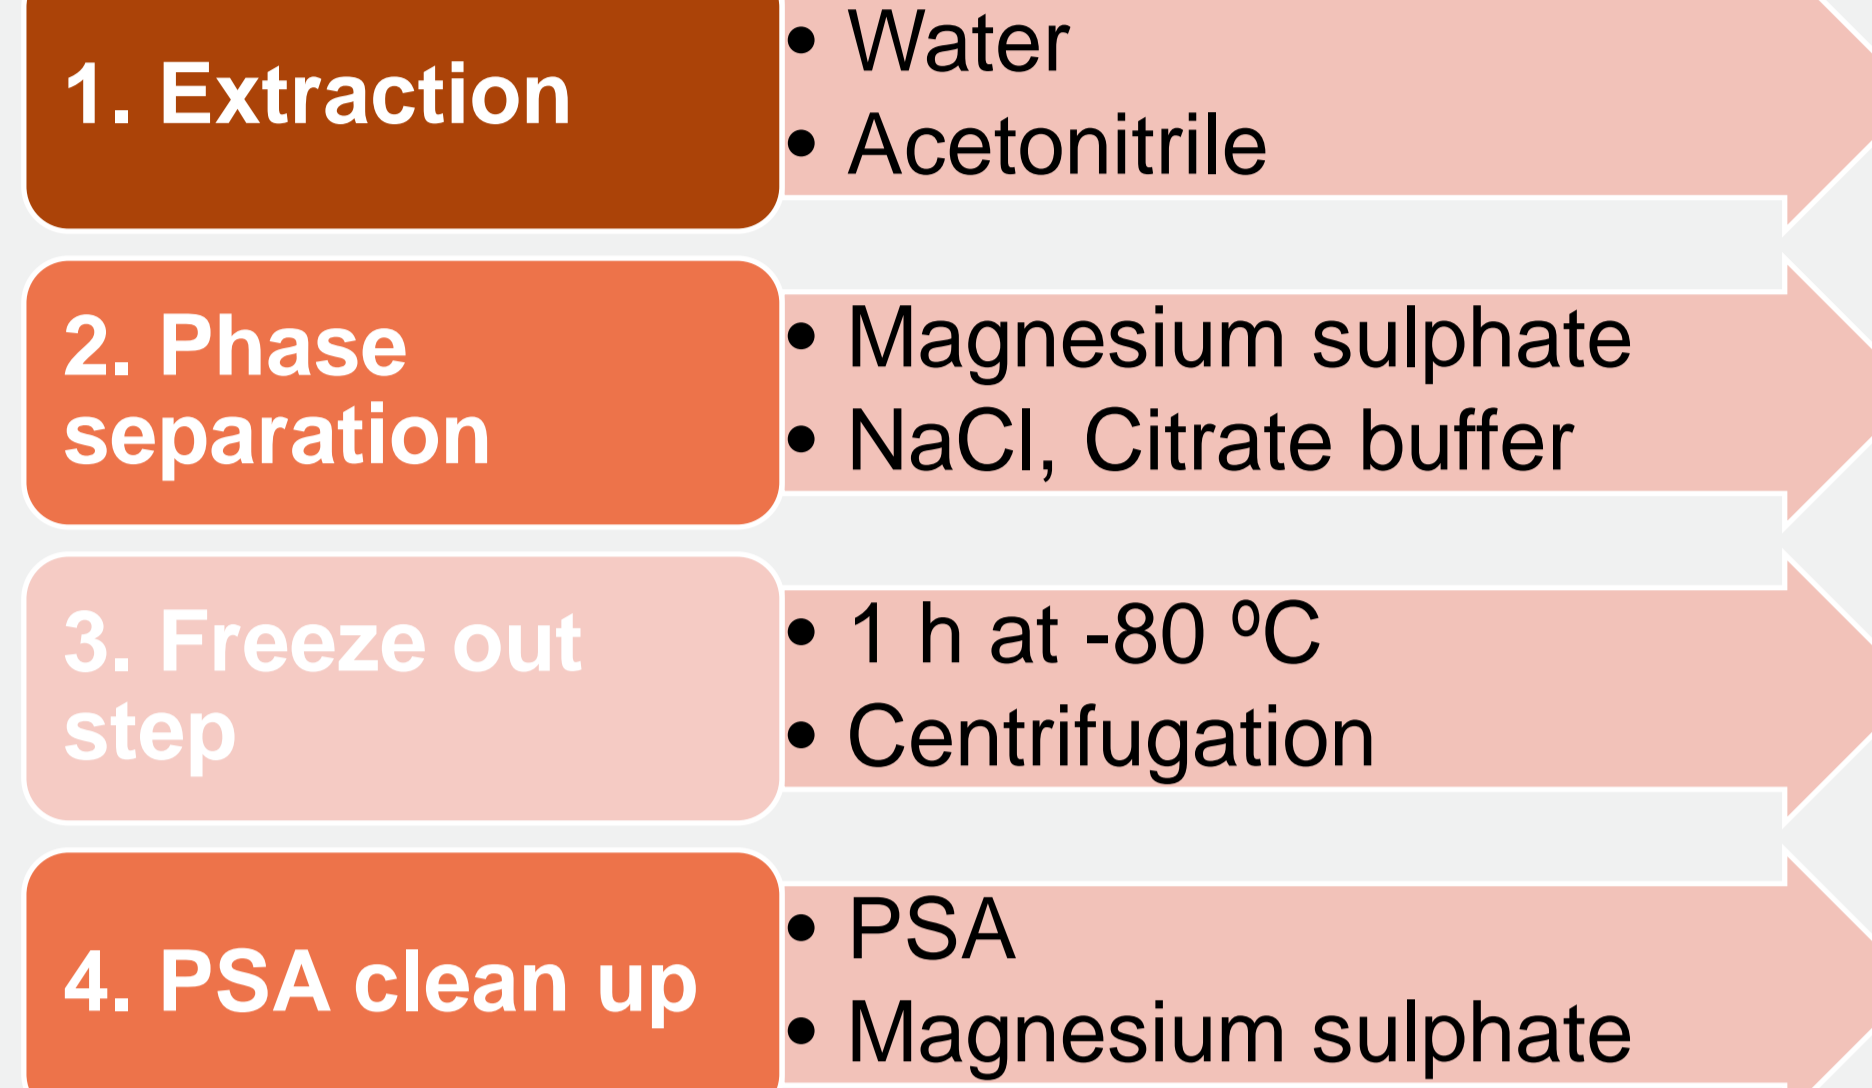 1. Extraction
• Water
• Acetonitrile
2. Phase
separation
• Magnesium sulphate
• NaCl, Citrate buffer
3. Freeze out
step
• 1 h at -80 ºC
• Centrifugation
4. PSA clean up
• PSA
• Magnesium sulphate